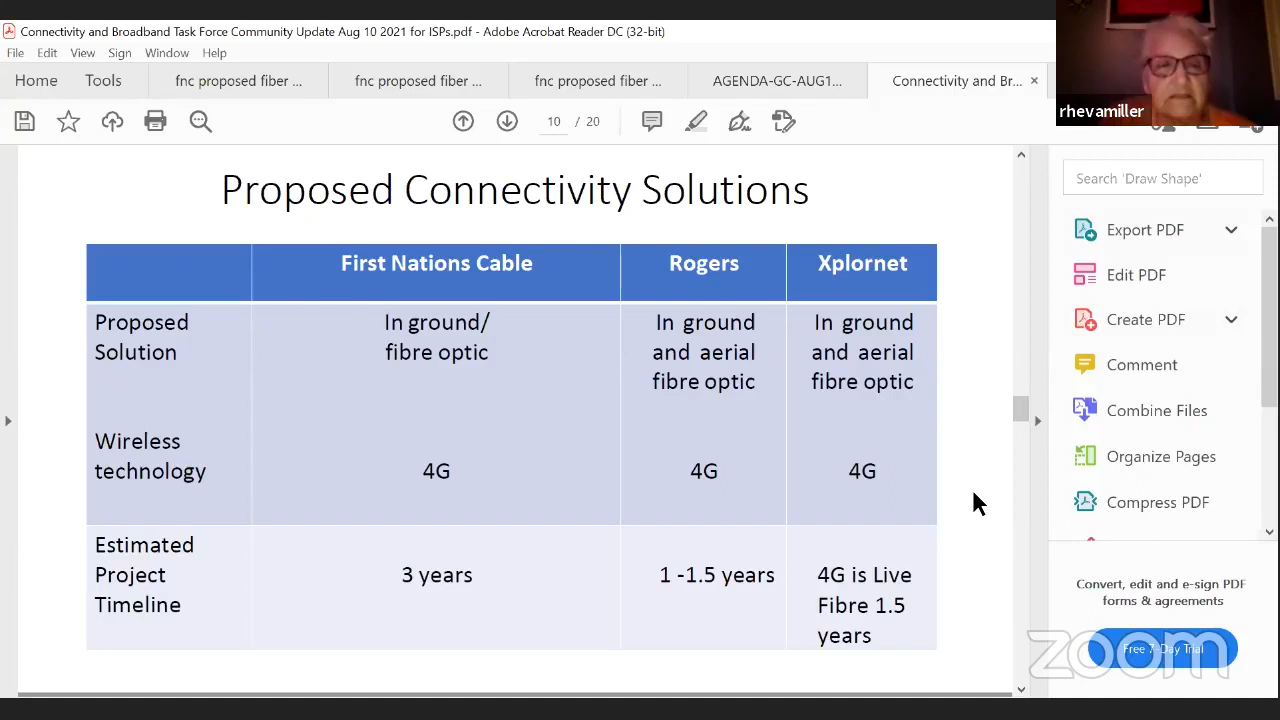 Connectivity and Broadband Task Force Community Update Aug 10 2021 for ISPs.pdf - Adobe Acrobat Reader DC (32-bit)
File Edit View Sign Window Help
Home Tools fnc proposed fiber ... fnc proposed fiber ... fnc proposed fiber ... AGENDA-GC-AUG1... Connectivity and Br... ×
rhevamiller
10 / 20
Proposed Connectivity Solutions
Search 'Draw Shape'
First Nations Cable Rogers Xplornet
Proposed Solution
In ground/
fibre optic
In ground
and aerial
fibre optic
In ground
and aerial
fibre optic
Wireless
technology
4G 4G 4G
Estimated
Project
Timeline
3 years
1 -1.5 years
4G is Live
Fibre 1.5
years
Export PDF
Edit PDF
Create PDF
Comment
Combine Files
Organize Pages
Compress PDF
Convert, edit and e-sign PDF
forms & agreements
Free 7-Day Trial
zoom